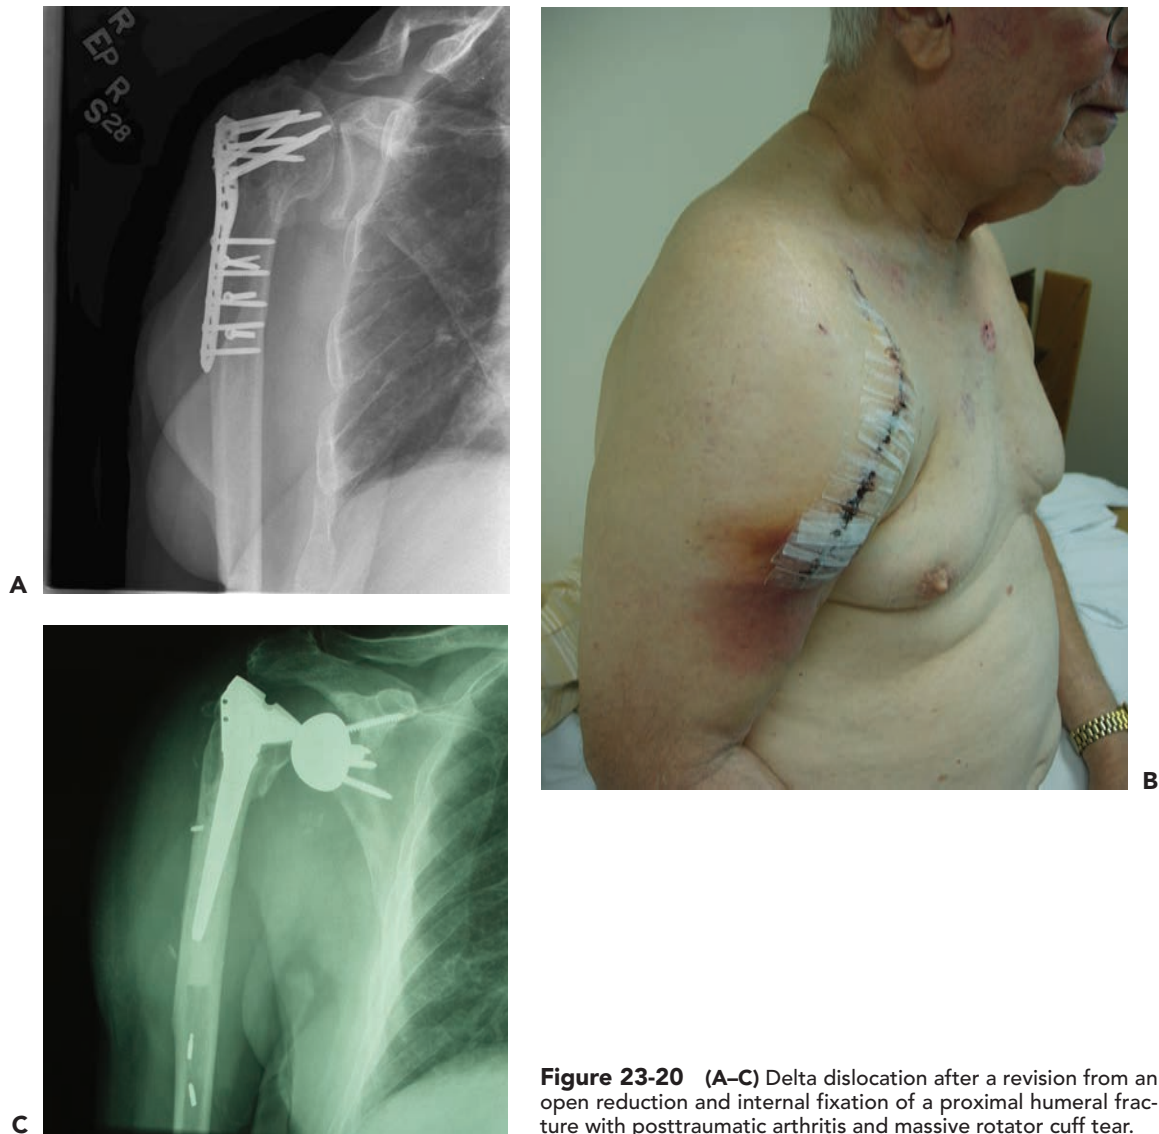 R
EP R
S28
A
B
C
Figure 23-20 (A–C) Delta dislocation after a revision from an
open reduction and internal fixation of a proximal humeral frac-
ture with posttraumatic arthritis and massive rotator cuff tear.